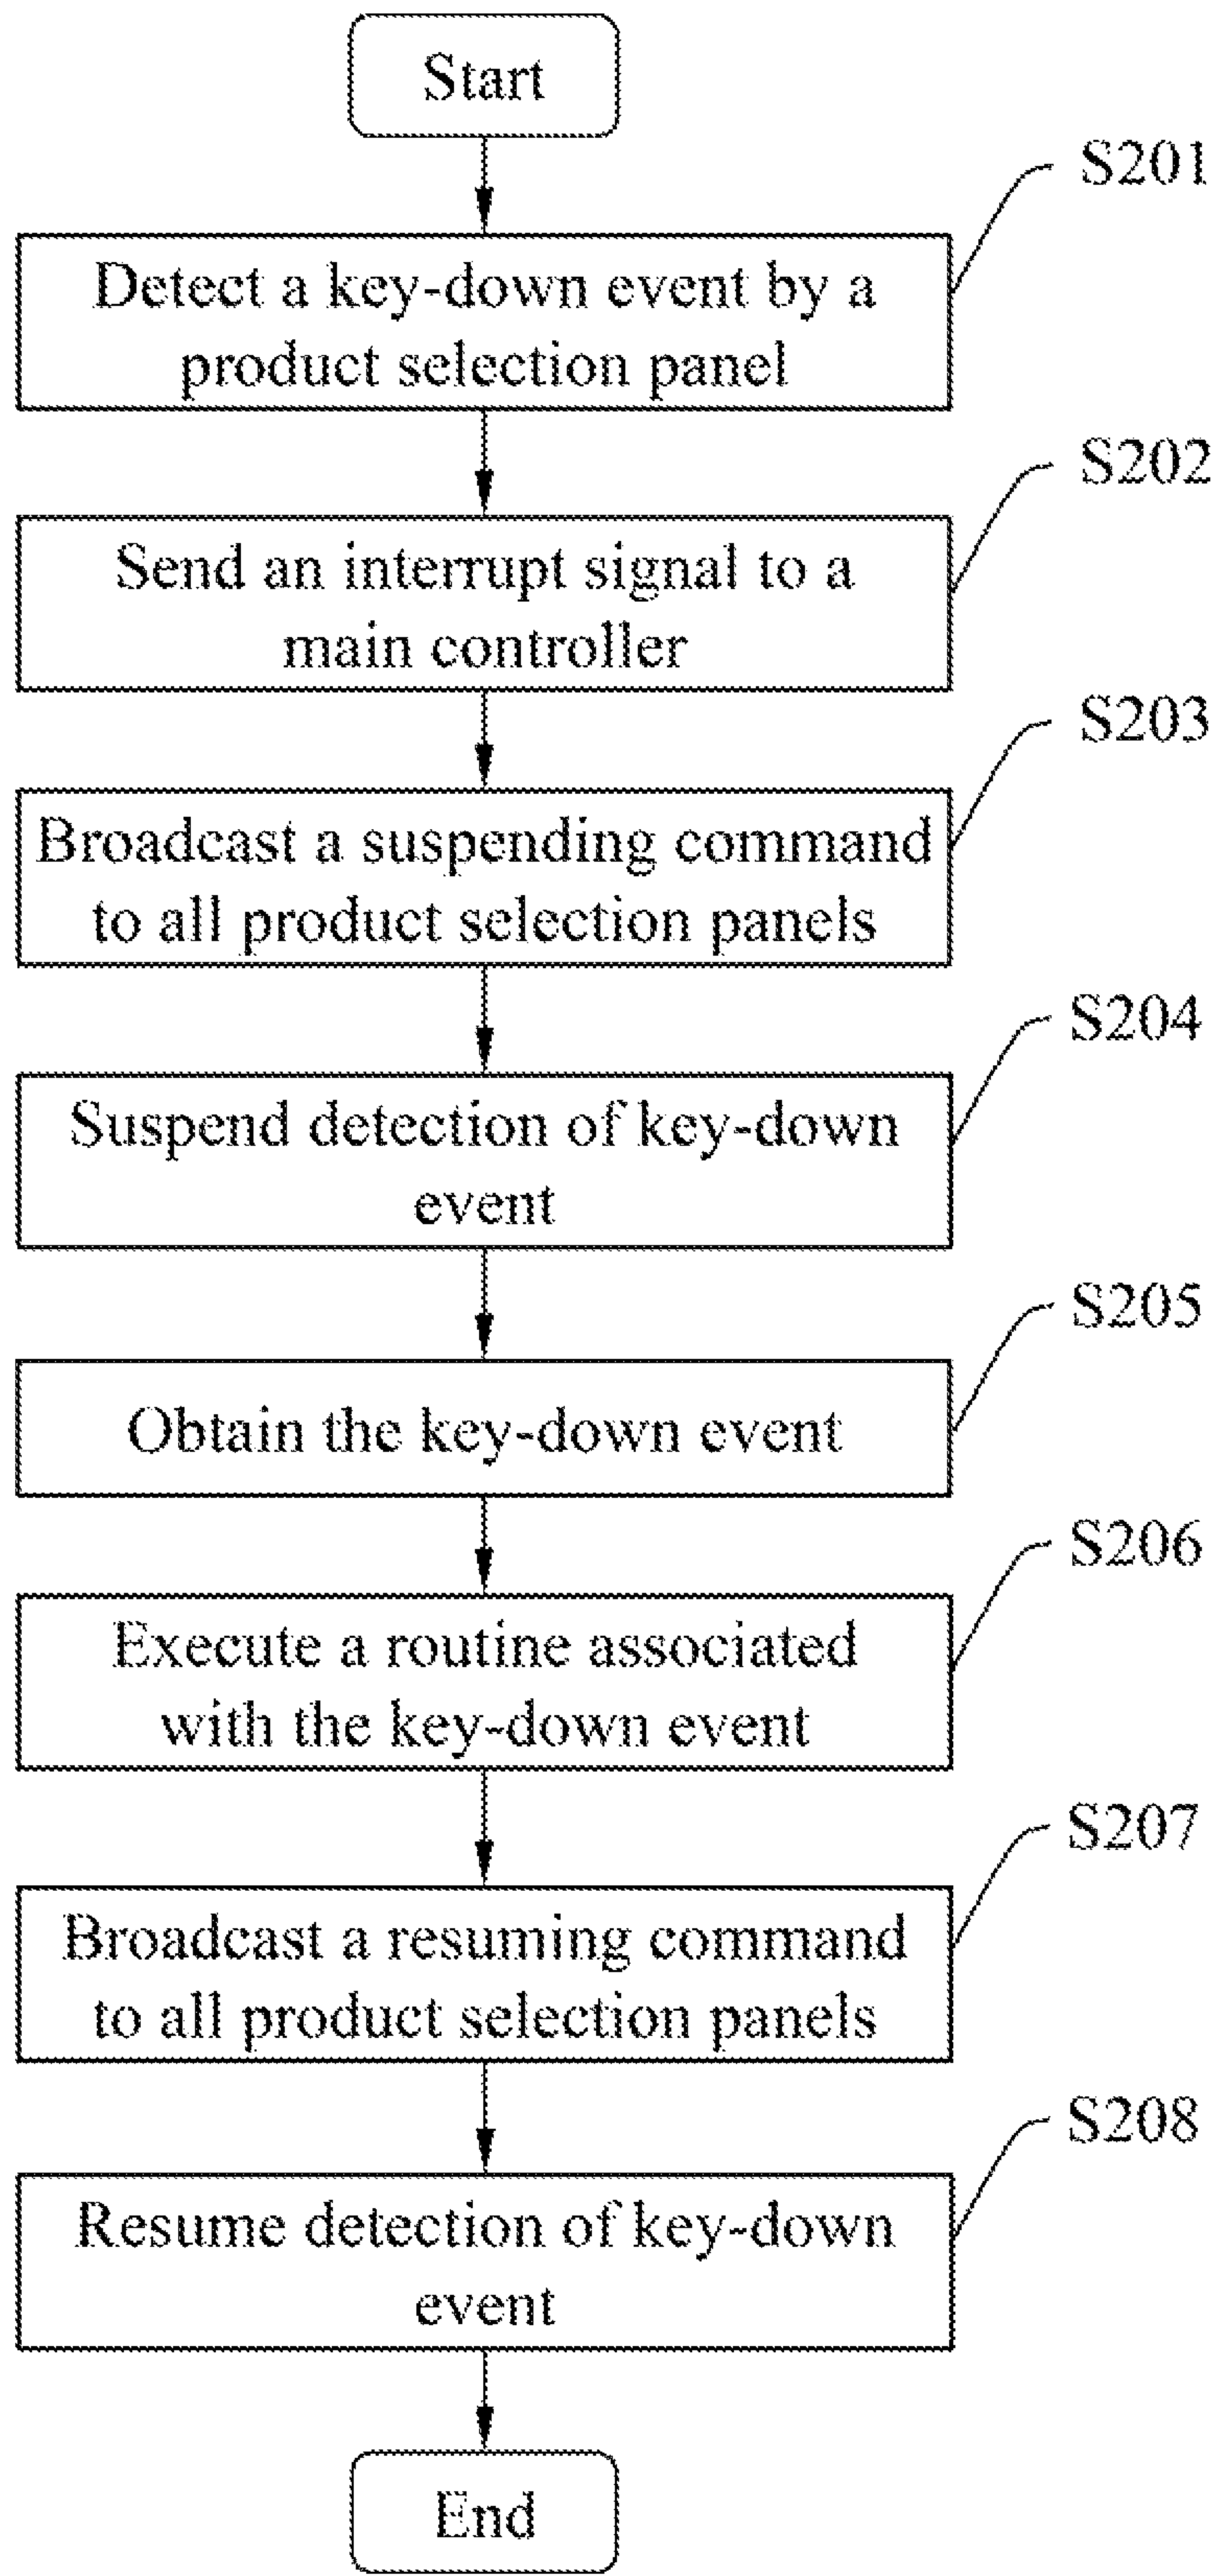 Start
S201
Detect a key-down event by a
product selection panel
S202
Send an interrupt signal to a
main controller
S203
Broadcast a suspending command
to all product selection panels
S204
Suspend detection of key-down
event
S205
Obtain the key-down event
S206
Execute a routine associated
with the key-down event
S207
Broadcast a resuming command
to all product selection panels
S208
Resume detection of key-down
event
End